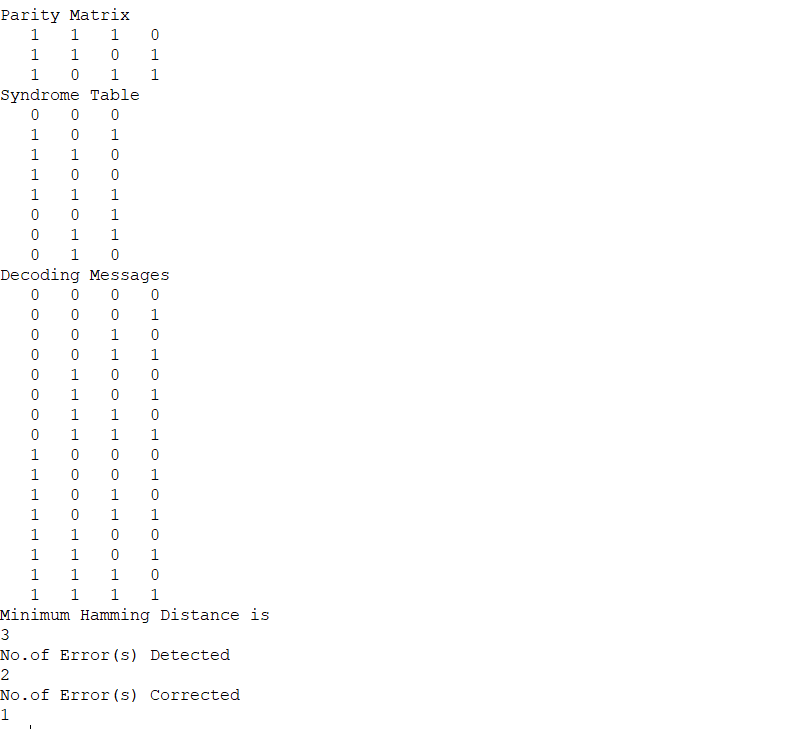 Parity Matrix
1 1 1 0
1 1 0 1
1 0 1 1
Syndrome Table
0 0 0
1 0 1
1 1 0
1 0 0
1 1 1
0 0 1
0 1 1
0 1 0
Decoding Messages
0 0 0 0
0 0 0 1
0 0 1 0
0 0 1 1
0 1 0 0
0 1 0 1
0 1 1 0
0 1 1 1
1 0 0 0
1 0 0 1
1 0 1 0
1 0 1 1
1 1 0 0
1 1 0 1
1 1 1 0
1 1 1 1
Minimum Hamming Distance is
3
No.of Error(s) Detected
2
No.of Error(s) Corrected
1